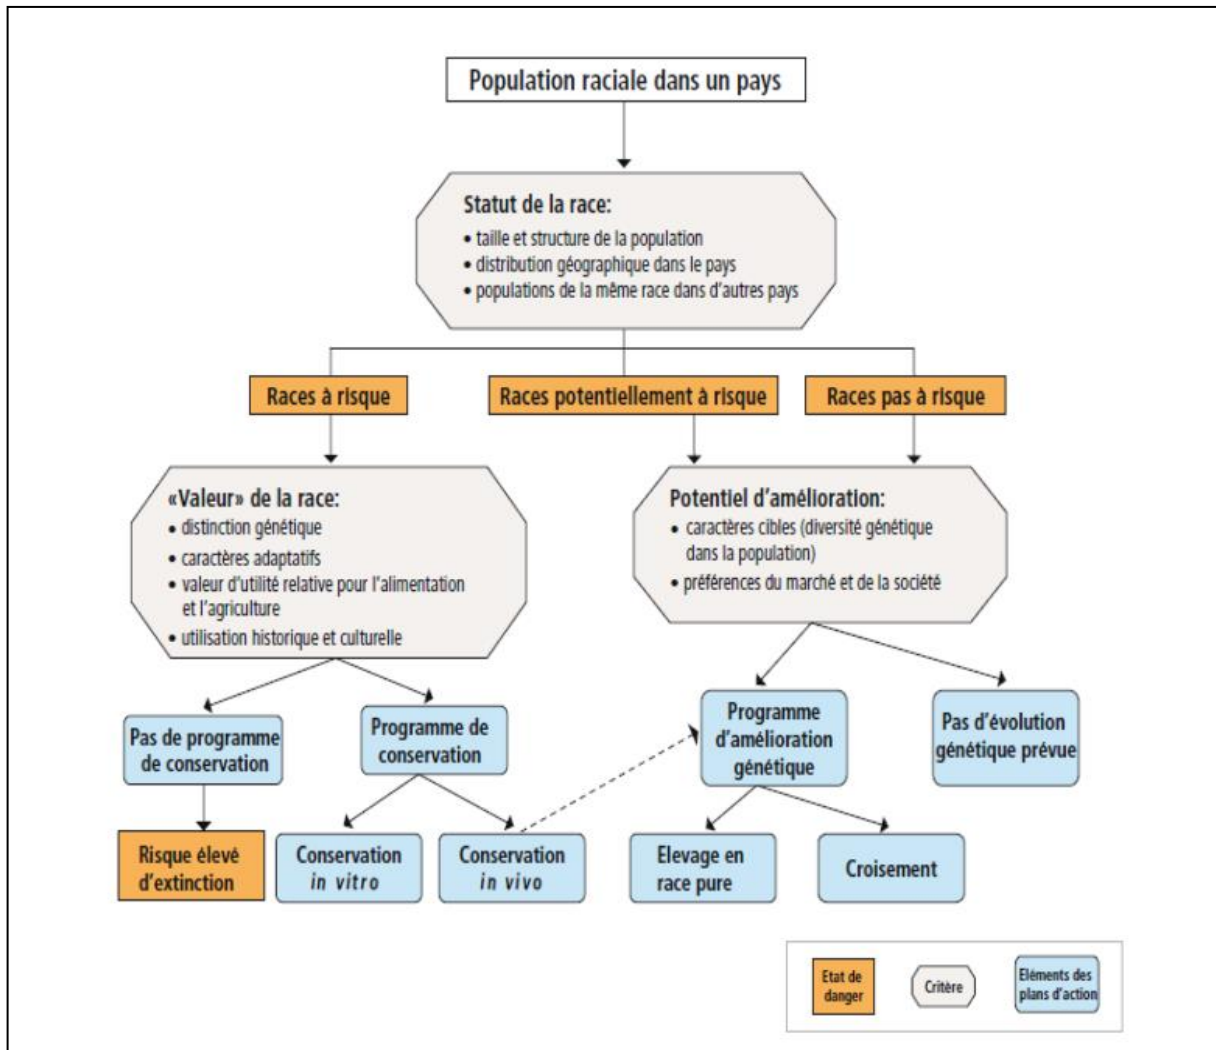 Population raciale dans un pays
Statut de la race:
• taille et structure de la population
• distribution géographique dans le pays
• populations de la même race dans d'autres pays
Races à risque
Races potentiellement à risque
Races pas à risque
«Valeur» de la race:
• distinction génétique
• caractères adaptatifs
• valeur d'utilité relative pour l'alimentation
et l'agriculture
• utilisation historique et culturelle
Potentiel d'amélioration:
• caractères cibles (diversité génétique
dans la population)
• préférences du marché et de la société
Pas de programme
de conservation
Programme de
conservation
Programme
d'amélioration
génétique
Pas d'évolution
génétique prévue
Risque élevé
d'extinction
Conservation
in vitro
Conservation
in vivo
Elevage en
race pure
Croisement
Etat de
danger
Critère
Eléments des
plans d'action